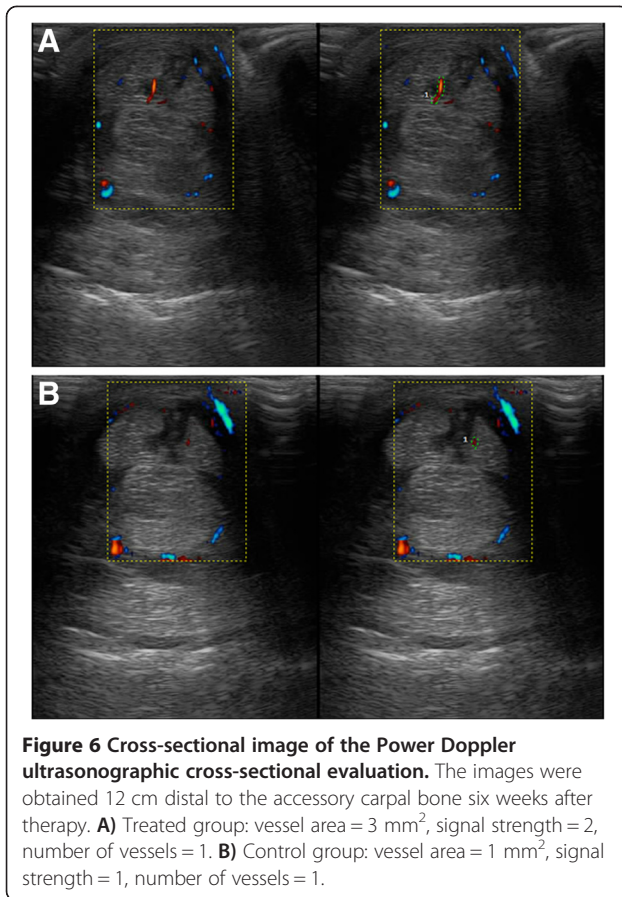 A
1
B
1
Figure 6 Cross-sectional image of the Power Doppler
ultrasonographic cross-sectional evaluation. The images were
obtained 12 cm distal to the accessory carpal bone six weeks after
therapy. A) Treated group: vessel area = 3 mm², signal strength = 2,
number of vessels = 1. B) Control group: vessel area = 1 mm², signal
strength = 1, number of vessels = 1.